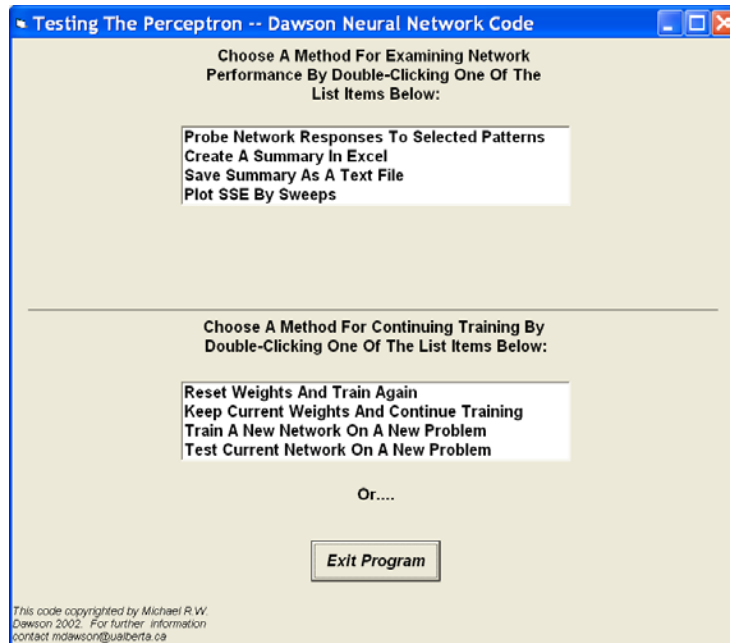 Testing The Perceptron -- Dawson Neural Network Code
Choose A Method For Examining Network
Performance By Double-Clicking One Of The
List Items Below:
Probe Network Responses To Selected Patterns
Create A Summary In Excel
Save Summary As A Text File
Plot SSE By Sweeps
Choose A Method For Continuing Training By
Double-Clicking One Of The List Items Below:
Reset Weights And Train Again
Keep Current Weights And Continue Training
Train A New Network On A New Problem
Test Current Network On A New Problem
Or....
Exit Program
This code copyrighted by Michael R.W.
Dawson 2002. For further information
contact mdawson@ualberta.ca